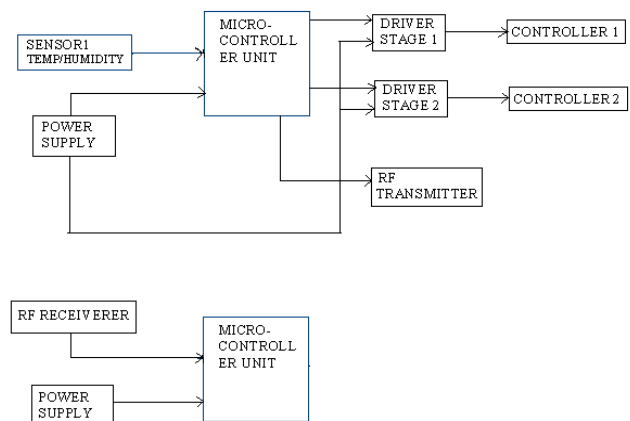 SENSOR1
TEMP/HUMIDITY
MICRO-
CONTROLL
ER UNIT
DRIVER
STAGE 1
CONTROLLER 1
DRIVER
STAGE 2
CONTROLLER 2
POWER
SUPPLY
RF
TRANSMITTER
RF RECEIVERER
MICRO-
CONTROLL
ER UNIT
POWER
SUPPLY